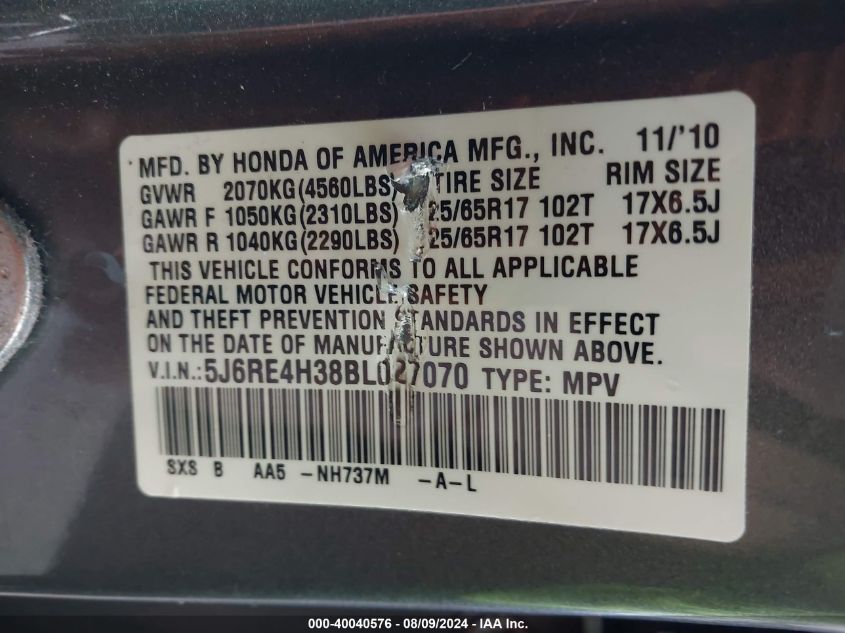 MFD. BY HONDA OF AMERICA MFG., INC. 11/'10
GVWR 2070KG(4560LBS) TIRE SIZE RIM SIZE
GAWR F 1050KG(2310LBS) 25/65R17 102T 17X6.5J
GAWR R 1040KG(2290LBS) 25/65R17 102T 17X6.5J
THIS VEHICLE CONFORMS TO ALL APPLICABLE
FEDERAL MOTOR VEHICLE SAFETY
AND THEFT PREVENTION STANDARDS IN EFFECT
ON THE DATE OF MANUFACTURE SHOWN ABOVE.
V.I.N.:5J6RE4H38BL027070 TYPE: MPV
SXS B AA5 -NH737M -A-L
000-40040576 - 08/09/2024 - IAA Inc.